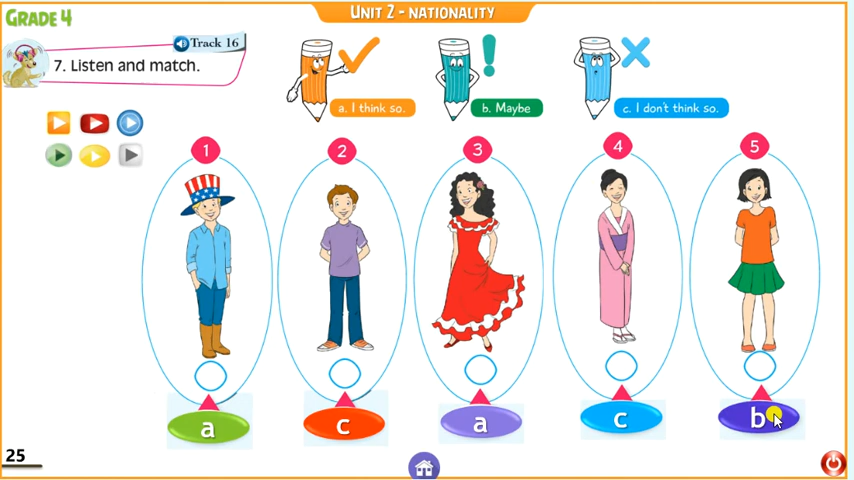 GRADE 4
UNIT 2 - NATIONALITY
Track 16
7. Listen and match.
a. I think so.
b. Maybe
c. I don't think so.
1
2
3
4
5
a
c
a
c
b
25